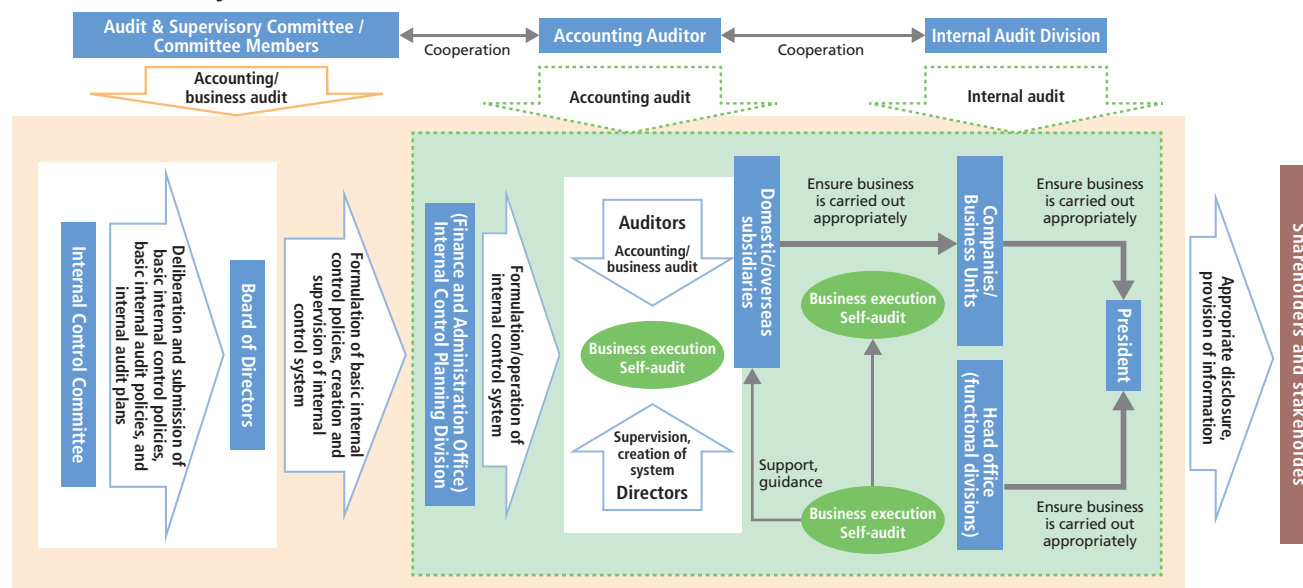 Audit & Supervisory Committee /
Committee Members
Cooperation
Accounting Auditor
Cooperation
Internal Audit Division
Accounting/
business audit
Accounting audit
Internal audit
Internal Control Committee
Deliberation and submission of
basic internal control policies,
basic internal audit policies, and
internal audit plans
Board of Directors
Formulation of basic internal
control policies, creation and
supervision of internal
control system
(Finance and Administration Office)
Internal Control Planning Division
Formulation/operation of
internal control system
Auditors
Accounting/
business audit
Business execution
Self-audit
Supervision,
creation of
system
Directors
Domestic/overseas
subsidiaries
Ensure business
is carried out
appropriately
Business execution
Self-audit
Support,
guidance
Business execution
Self-audit
Companies/
Business Units
Head office
(functional divisions)
Ensure business
is carried out
appropriately
President
Ensure business
is carried out
appropriately
Appropriate disclosure,
provision of information
Shareholders and stakeholdes